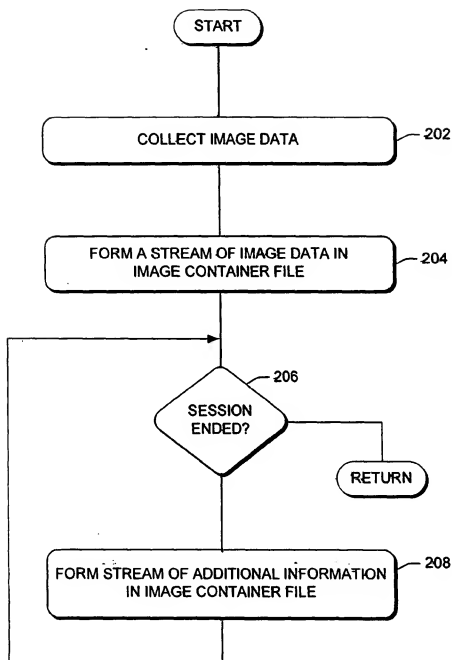 START
COLLECT IMAGE DATA
202
FORM A STREAM OF IMAGE DATA IN
IMAGE CONTAINER FILE
204
206
SESSION
ENDED?
RETURN
208
FORM STREAM OF ADDITIONAL INFORMATION
IN IMAGE CONTAINER FILE